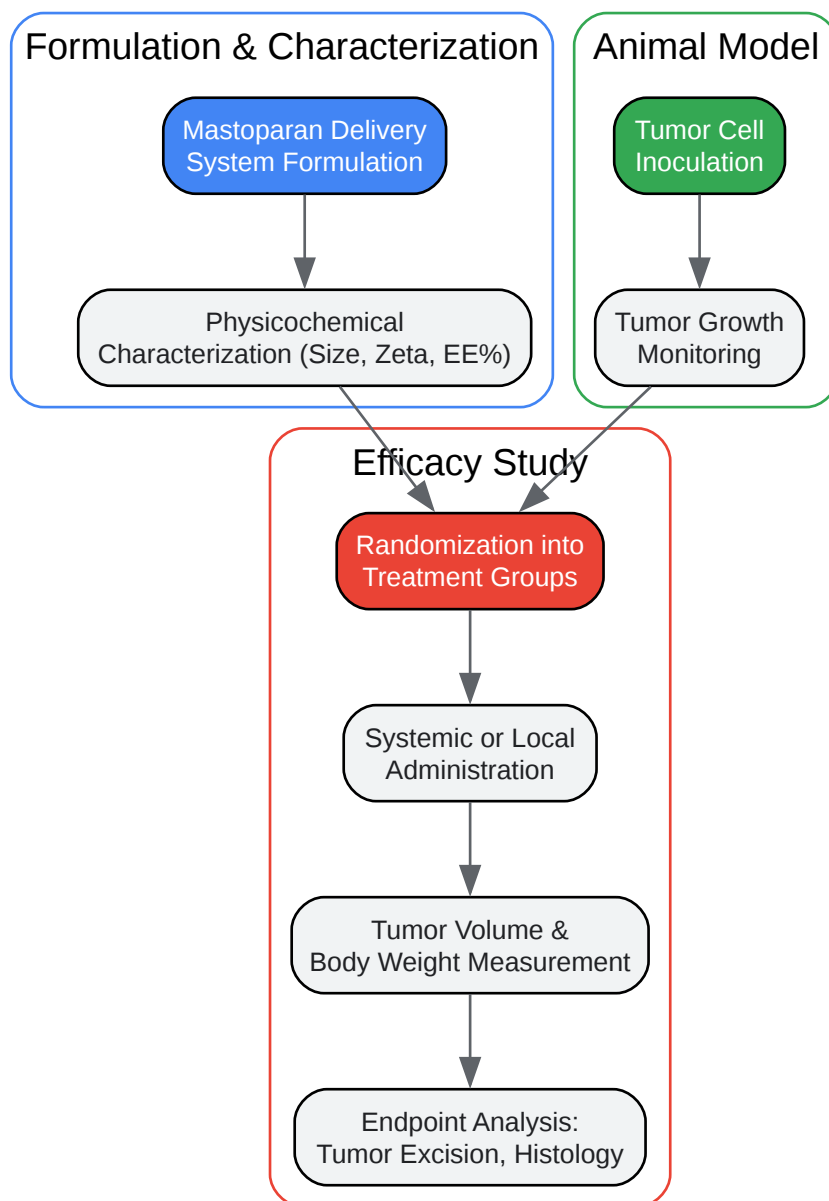 Formulation & Characterization
Mastoparan Delivery
System Formulation
Physicochemical
Characterization (Size, Zeta, EE%)
Animal Model
Tumor Cell
Inoculation
Tumor Growth
Monitoring
Efficacy Study
Randomization into
Treatment Groups
Systemic or Local
Administration
Tumor Volume &
Body Weight Measurement
Endpoint Analysis:
Tumor Excision, Histology